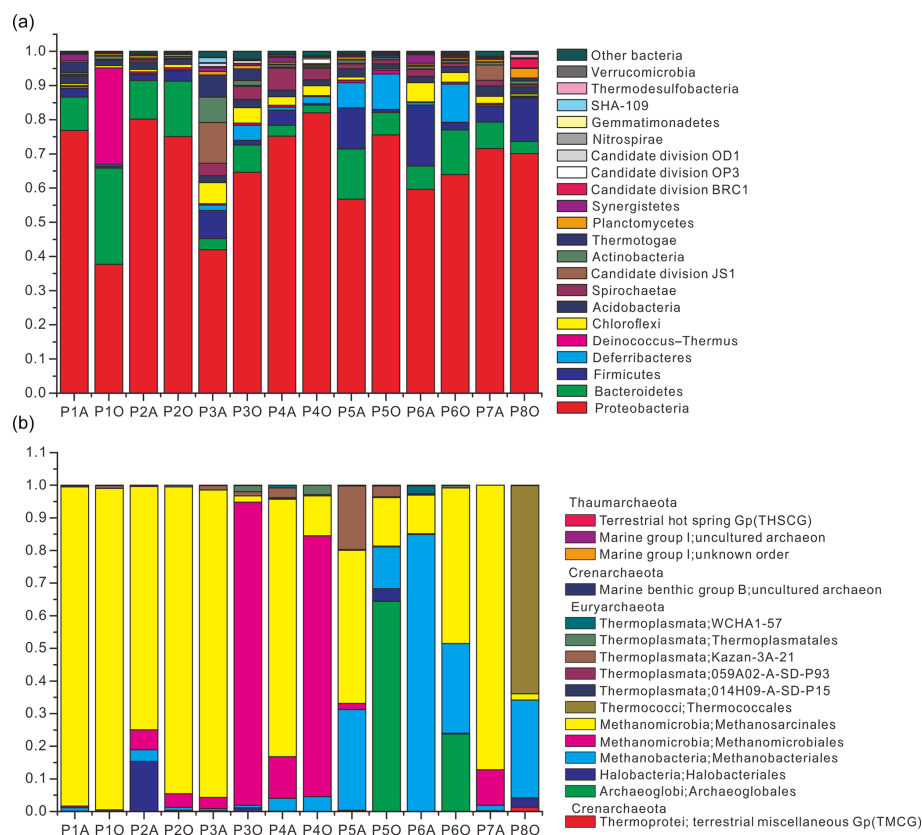 (a)
1.0
0.9
0.8
0.7
0.6
0.5
0.4
0.3
0.2
0.1
0.0
P1A P1O P2A P2O P3A P3O P4A P4O P5A P5O P6A P6O P7A P8O
Other bacteria
Verrucomicrobia
Thermodesulfobacteria
SHA-109
Gemmatimonadetes
Nitrospirae
Candidate division OD1
Candidate division OP3
Candidate division BRC1
Synergistetes
Planctomycetes
Thermotogae
Actinobacteria
Candidate division JS1
Spirochaetae
Acidobacteria
Chloroflexi
Deinococcus–Thermus
Deferribacteres
Firmicutes
Bacteroidetes
Proteobacteria
(b)
1.1
1.0
0.9
0.8
0.7
0.6
0.5
0.4
0.3
0.2
0.1
0.0
P1A P1O P2A P2O P3A P3O P4A P4O P5A P5O P6A P6O P7A P8O
Thaumarchaeota
Terrestrial hot spring Gp(THSCG)
Marine group I;uncultured archaeon
Marine group I;unknown order
Crenarchaeota
Marine benthic group B;uncultured archaeon
Euryarchaeota
Thermoplasmata;WCHA1-57
Thermoplasmata;Thermoplasmatales
Thermoplasmata;Kazan-3A-21
Thermoplasmata;059A02-A-SD-P93
Thermoplasmata;014H09-A-SD-P15
Thermococci;Thermococcales
Methanomicrobia;Methanosarcinales
Methanomicrobia;Methanomicrobiales
Methanobacteria;Methanobacteriales
Halobacteria;Halobacteriales
Archaeoglobi;Archaeoglobales
Crenarchaeota
Thermoprotei; terrestrial miscellaneous Gp(TMCG)